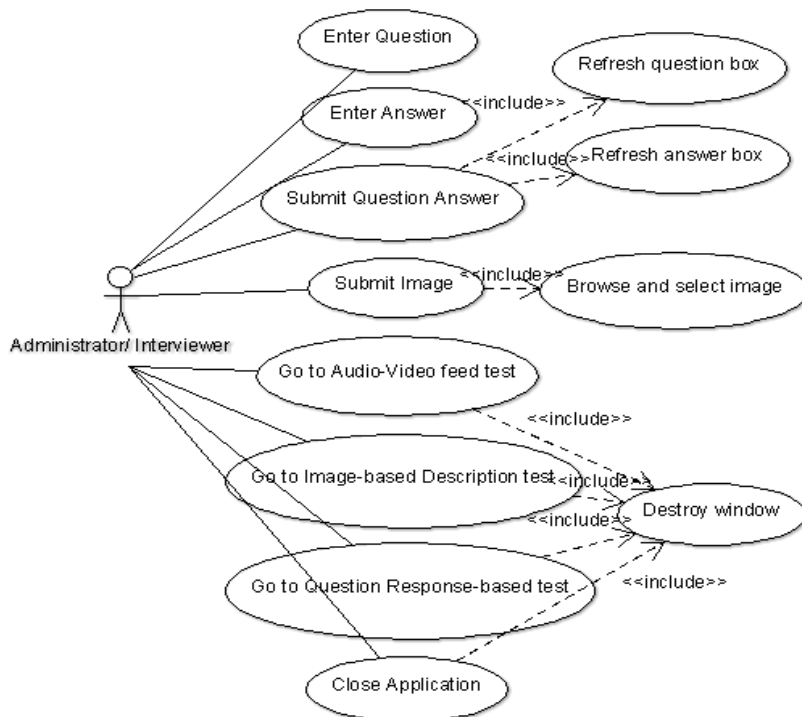 Enter Question
Refresh question box
Enter Answer
<<include>>
<<include>>
Refresh answer box
Submit Question Answer
Submit Image
<<include>>
Browse and select image
Administrator/ Interviewer
Go to Audio-Video feed test
<<include>>
Go to Image-based Description test
<<include>>
Destroy window
<<include>>
Go to Question Response-based test
<<include>>
Close Application